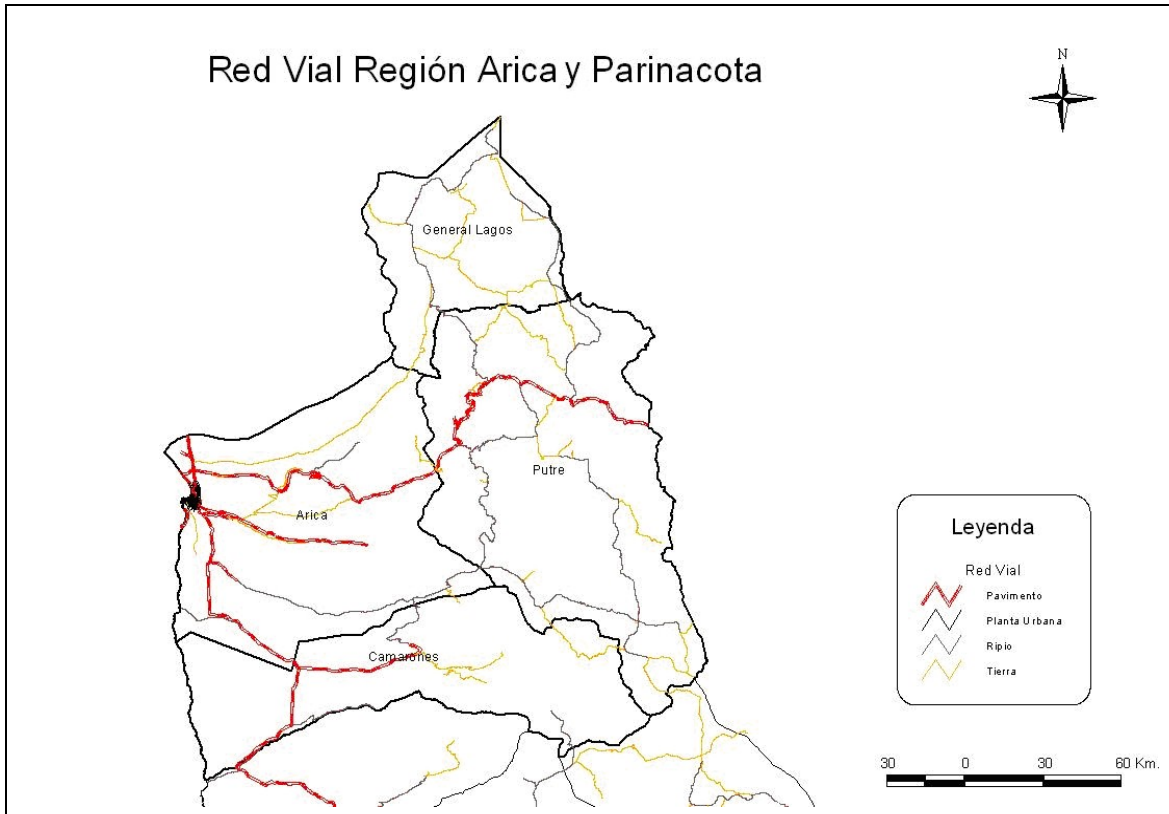 Red Vial Región Arica y Parinacota
N
General Lagos
Putre
Arica
Camarones
Leyenda
Red Vial
Pavimento
Planta Urbana
Ripio
Tierra
30 0 30 60 Km.